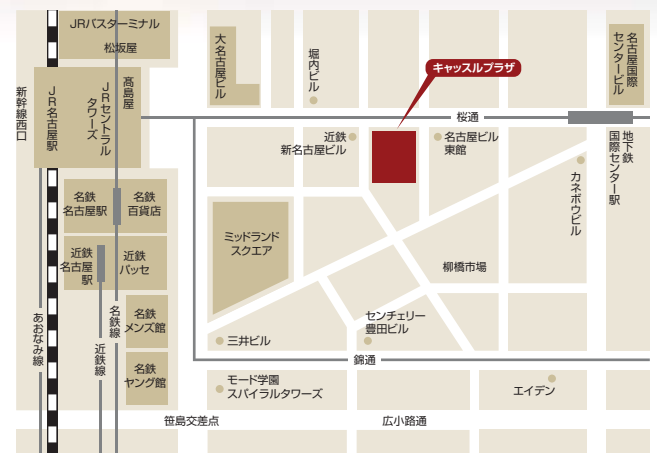 JRバスターミナル
松坂屋
大
名
古
屋
ビ
ル
堀内ビル
キャッスルプラザ
名古屋国際
センタービル
新幹線西口
JR名古屋駅
JRセントラル
タワーズ
髙島屋
桜通
近鉄
新名古屋ビル
名古屋ビル
東館
カネボウビル
地下鉄
国際センター駅
名鉄
名古屋駅
名鉄
百貨店
近鉄
名古屋
駅
近鉄
パッセ
ミッドランド
スクエア
柳橋市場
あおなみ線
近鉄線
名鉄線
名鉄
メンズ館
名鉄
ヤング館
三井ビル
センチェリー
豊田ビル
錦通
モード学園
スパイラルタワーズ
エイデン
笹島交差点
広小路通